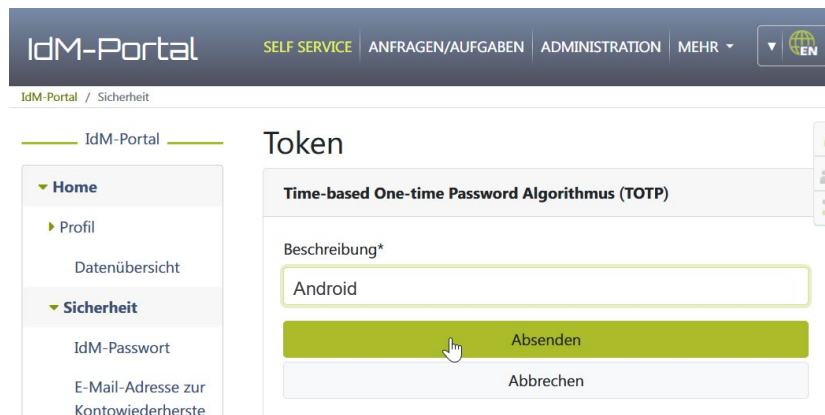 IdM-Portal
SELF SERVICE ANFRAGEN/AUFGABEN ADMINISTRATION MEHR
EN
IdM-Portal / Sicherheit
IdM-Portal
Home
Profil
Datenübersicht
Sicherheit
IdM-Passwort
E-Mail-Adresse zur
Kontowiederherste
Token
Time-based One-time Password Algorithmus (TOTP)
Beschreibung*
Android
Absenden
Abbrechen